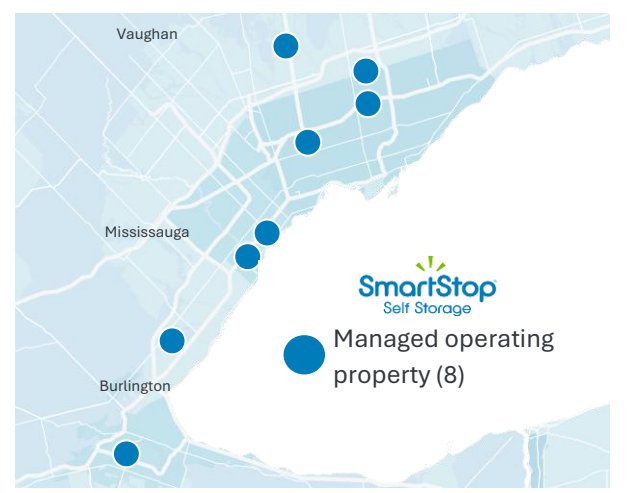 Vaughan
Mississauga
SmartStop
Self Storage
Managed operating
property (8)
Burlington